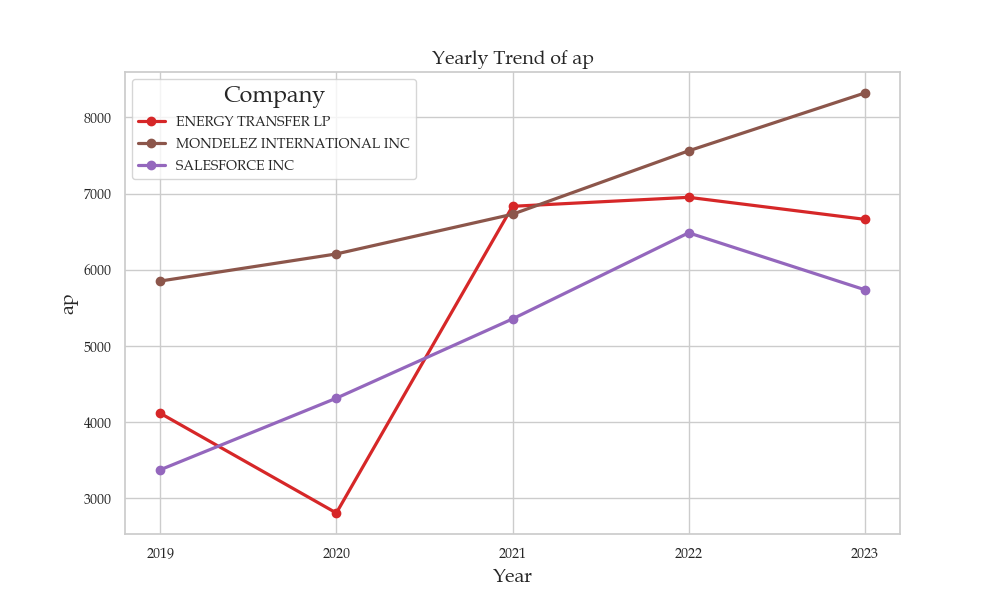 Yearly Trend of ap
Company
ENERGY TRANSFER LP
MONDELEZ INTERNATIONAL INC
SALESFORCE INC
8000
7000
6000
5000
4000
3000
ap
2019 2020 2021 2022 2023
Year